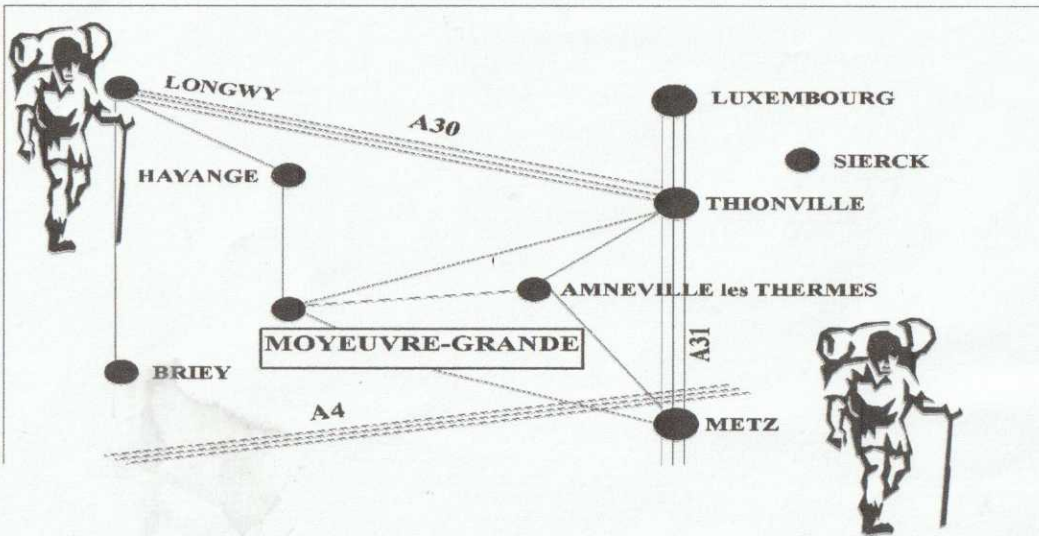 LONGWY
LUXEMBOURG
A30
SIERCK
HAYANGE
THIONVILLE
AMNEVILLE les THERMES
MOYEUVRE-GRANDE
A31
BRIEY
A4
METZ